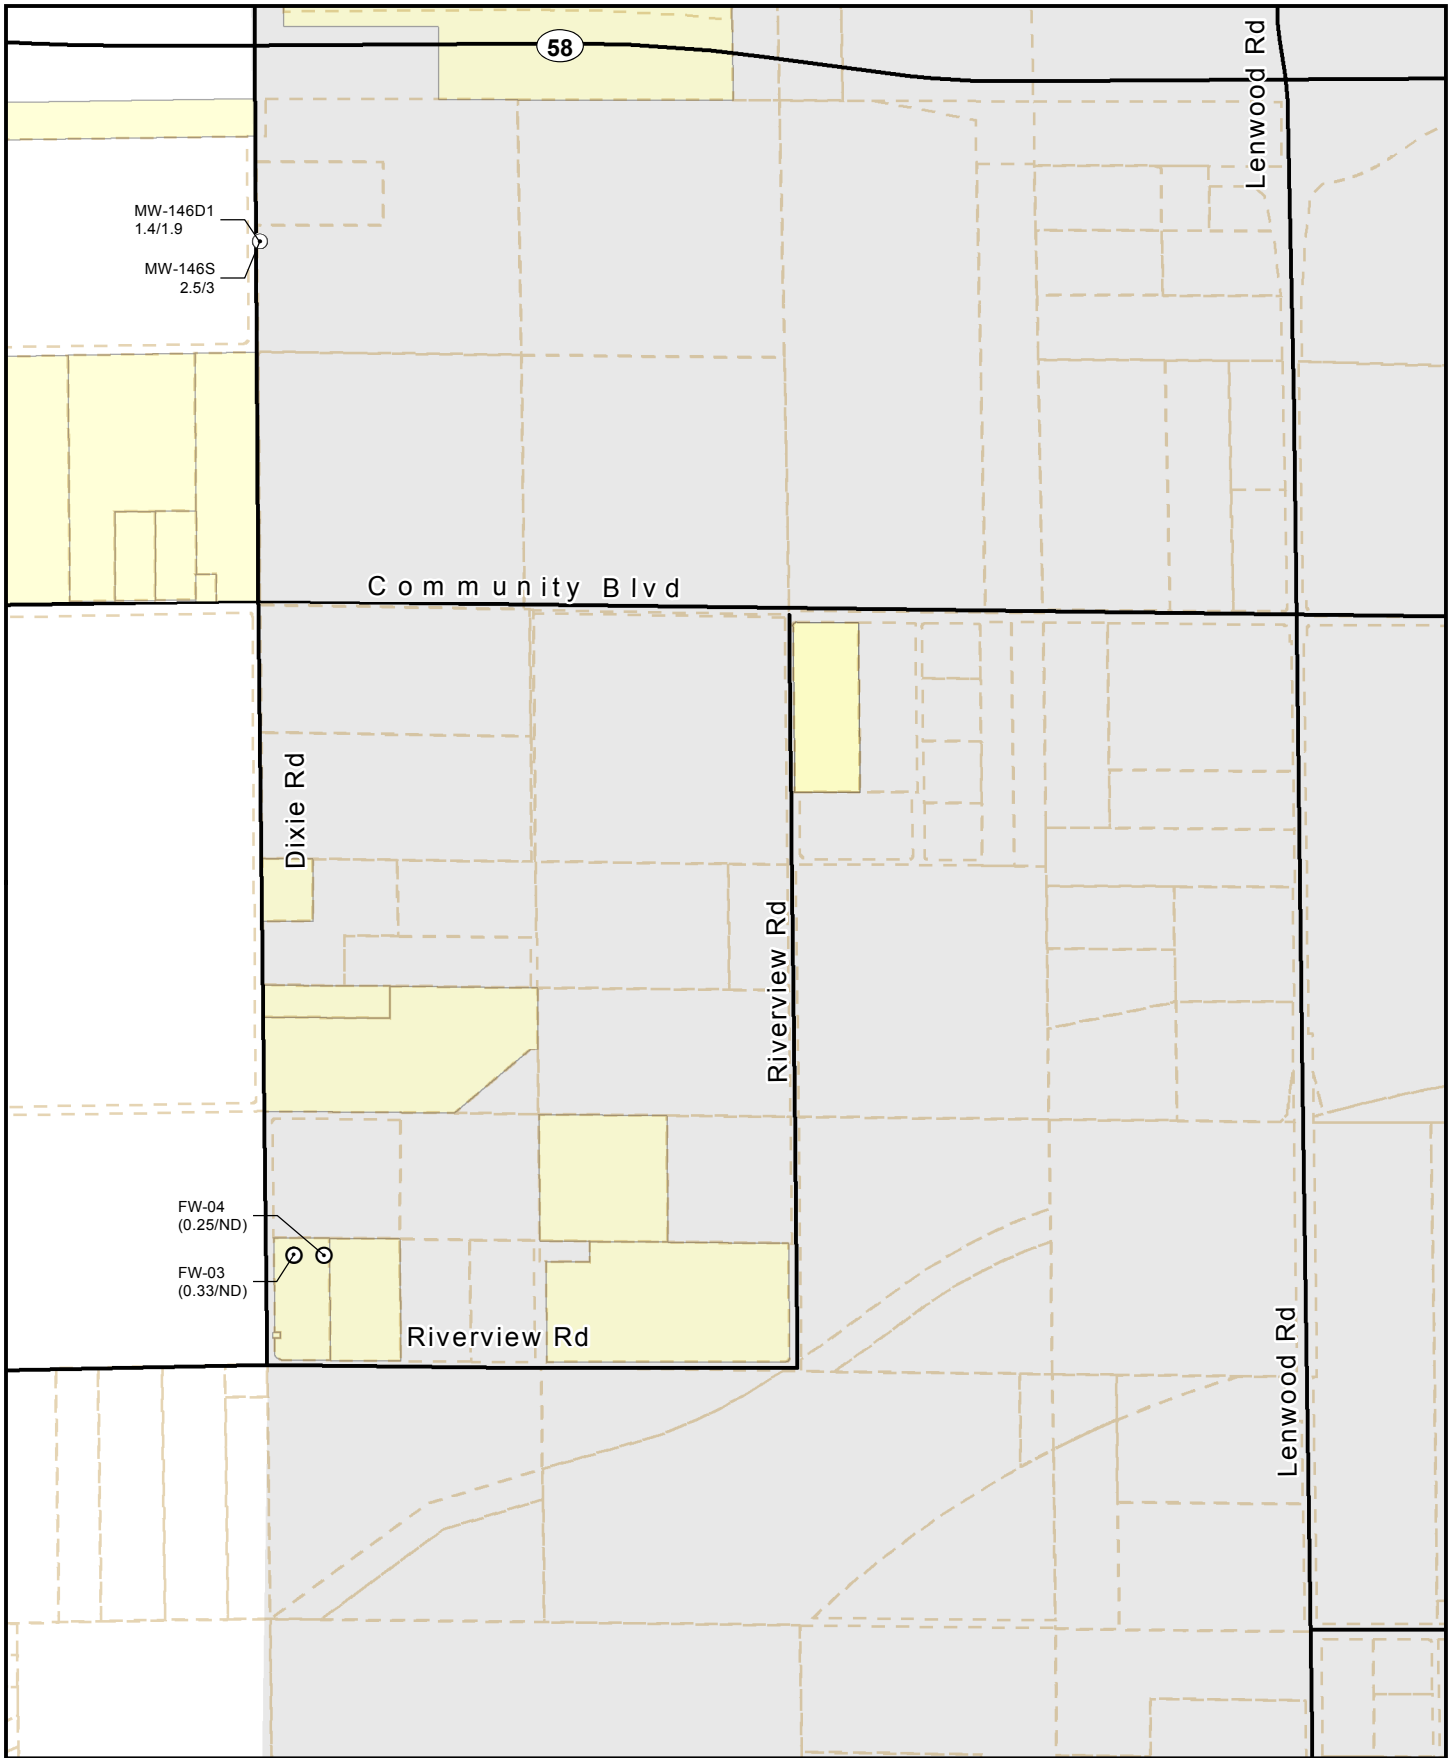 58
Lenwood Rd
MW-146D1
1.4/1.9
MW-146S
2.5/3
Community Blvd
Dixie Rd
Riverview Rd
FW-04
(0.25/ND)
FW-03
(0.33/ND)
Riverview Rd
Lenwood Rd